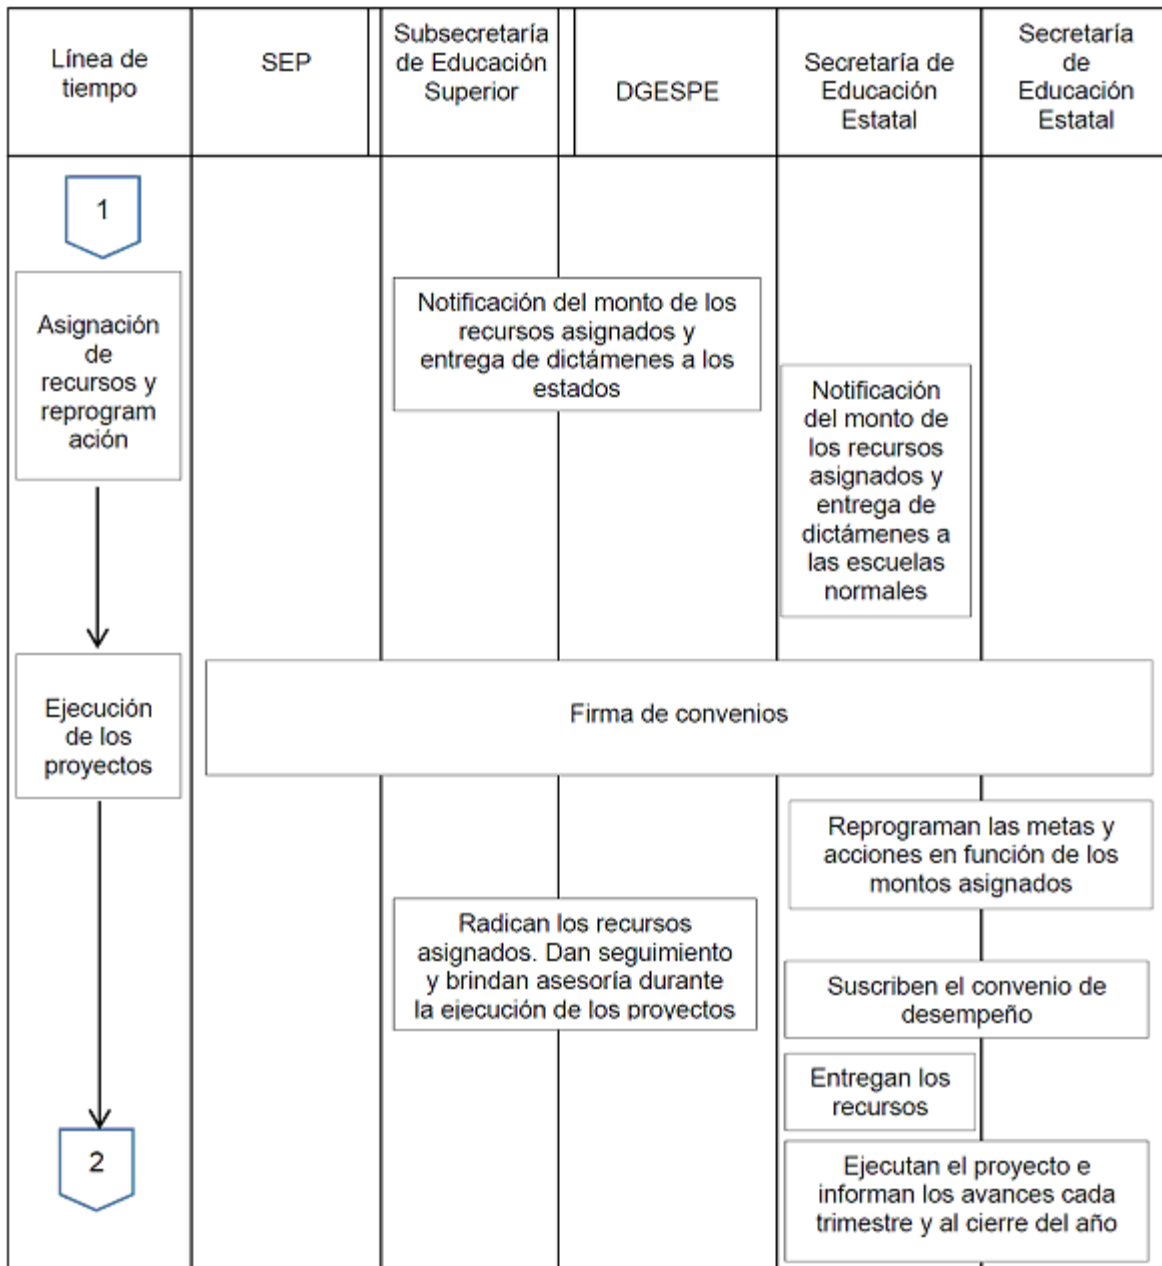 Línea de
tiempo
SEP
Subsecretaría
de Educación
Superior
DGESPE
Secretaría de
Educación
Estatal
Secretaría
de
Educación
Estatal
1
Asignación
de
recursos y
reprogram
ación
Notificación del monto de los
recursos asignados y
entrega de dictámenes a los
estados
Notificación
del monto de
los recursos
asignados y
entrega de
dictámenes a
las escuelas
normales
Ejecución
de los
proyectos
Firma de convenios
Reprograman las metas y
acciones en función de los
montos asignados
Radican los recursos
asignados. Dan seguimiento
y brindan asesoría durante
la ejecución de los proyectos
Suscriben el convenio de
desempeño
Entregan los
recursos
2
Ejecutan el proyecto e
informan los avances cada
trimestre y al cierre del año